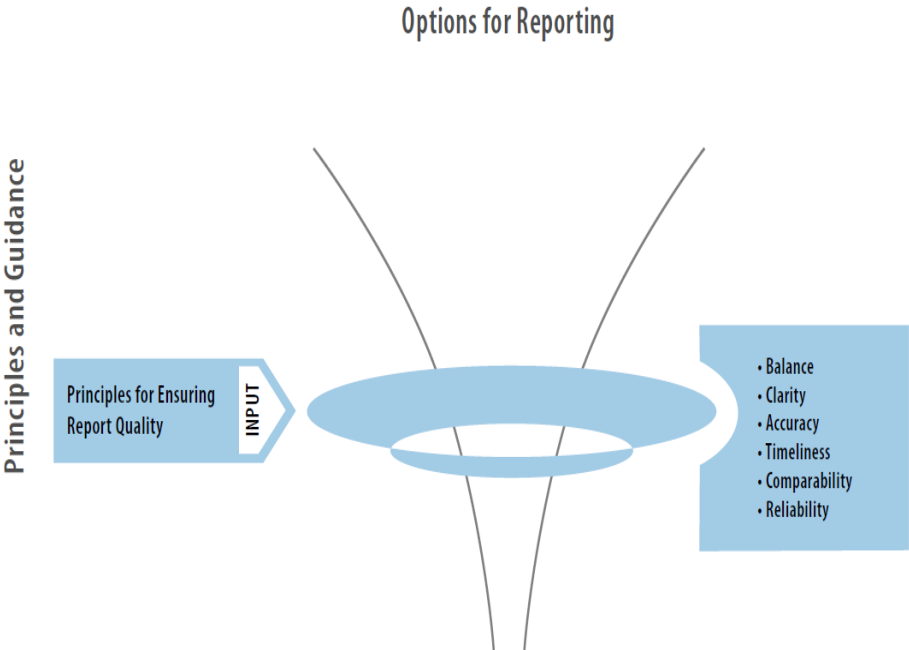 Options for Reporting
Principles and Guidance
Principles for Ensuring
Report Quality
INPUT
• Balance
• Clarity
• Accuracy
• Timeliness
• Comparability
• Reliability